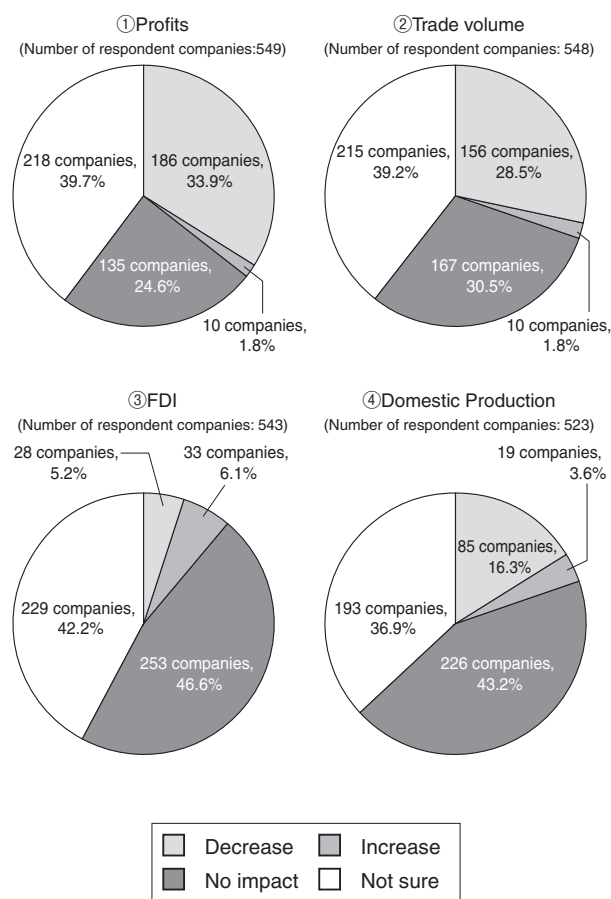 ①Profits
(Number of respondent companies:549)
218 companies,
39.7%
186 companies,
33.9%
135 companies,
24.6%
10 companies,
1.8%
②Trade volume
(Number of respondent companies: 548)
215 companies,
39.2%
156 companies,
28.5%
167 companies,
30.5%
10 companies,
1.8%
③FDI
(Number of respondent companies: 543)
28 companies,
5.2%
33 companies,
6.1%
229 companies,
42.2%
253 companies,
46.6%
④Domestic Production
(Number of respondent companies: 523)
19 companies,
3.6%
85 companies,
16.3%
193 companies,
36.9%
226 companies,
43.2%
Decrease
Increase
No impact
Not sure